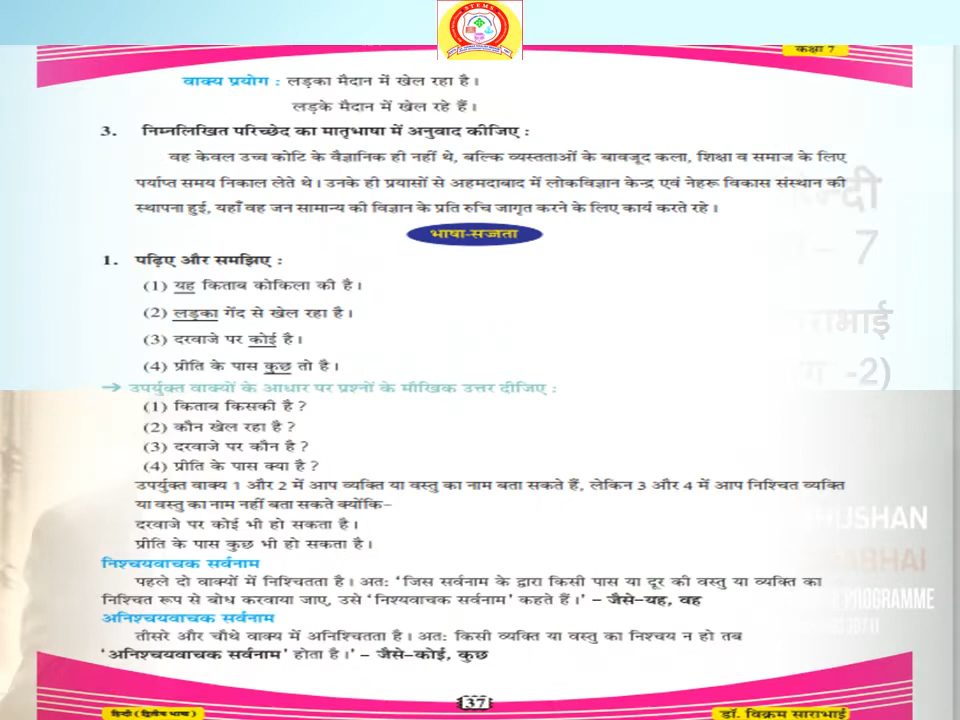 कक्षा 7
वाक्य प्रयोग : लड़का मैदान में खेल रहा है।
लड़के मैदान में खेल रहे हैं।
3. निम्नलिखित परिच्छेद का मातृभाषा में अनुवाद कीजिए :
वह केवल उच्च कोटि के वैज्ञानिक ही नहीं थे, बल्कि व्यस्तताओं के बावजूद कला, शिक्षा व समाज के लिए
पर्याप्त समय निकाल लेते थे। उनके ही प्रयासों से अहमदाबाद में लोकविज्ञान केन्द्र एवं नेहरू विकास संस्थान की
स्थापना हुई, यहाँ वह जन सामान्य की विज्ञान के प्रति रुचि जागृत करने के लिए कार्य करते रहे।
भाषा-सज्जता
1. पढ़िए और समझिए :
(1) यह किताब कोकिला की है।
(2) लड़का गेंद से खेल रहा है।
(3) दरवाजे पर कोई है।
(4) प्रीति के पास कुछ तो है।
→ उपर्युक्त वाक्यों के आधार पर प्रश्नों के मौखिक उत्तर दीजिए :
(1) किताब किसकी है ?
(2) कौन खेल रहा है ?
(3) दरवाजे पर कौन है ?
(4) प्रीति के पास क्या है ?
उपर्युक्त वाक्य 1 और 2 में आप व्यक्ति या वस्तु का नाम बता सकते हैं, लेकिन 3 और 4 में आप निश्चित व्यक्ति
या वस्तु का नाम नहीं बता सकते क्योंकि–
दरवाजे पर कोई भी हो सकता है।
प्रीति के पास कुछ भी हो सकता है।
निश्चयवाचक सर्वनाम
पहले दो वाक्यों में निश्चितता है। अतः ‘जिस सर्वनाम के द्वारा किसी पास या दूर की वस्तु या व्यक्ति का
निश्चित रूप से बोध करवाया जाए, उसे ‘निश्यवाचक सर्वनाम’ कहते हैं।’ – जैसे–यह, वह
अनिश्चयवाचक सर्वनाम
तीसरे और चौथे वाक्य में अनिश्चितता है। अतः किसी व्यक्ति या वस्तु का निश्चय न हो तब
‘अनिश्चयवाचक सर्वनाम’ होता है।’ – जैसे–कोई, कुछ
37
हिन्दी (द्वितीय भाषा)
डॉ. विक्रम साराभाई
- 7
-2)
PROGRAMME